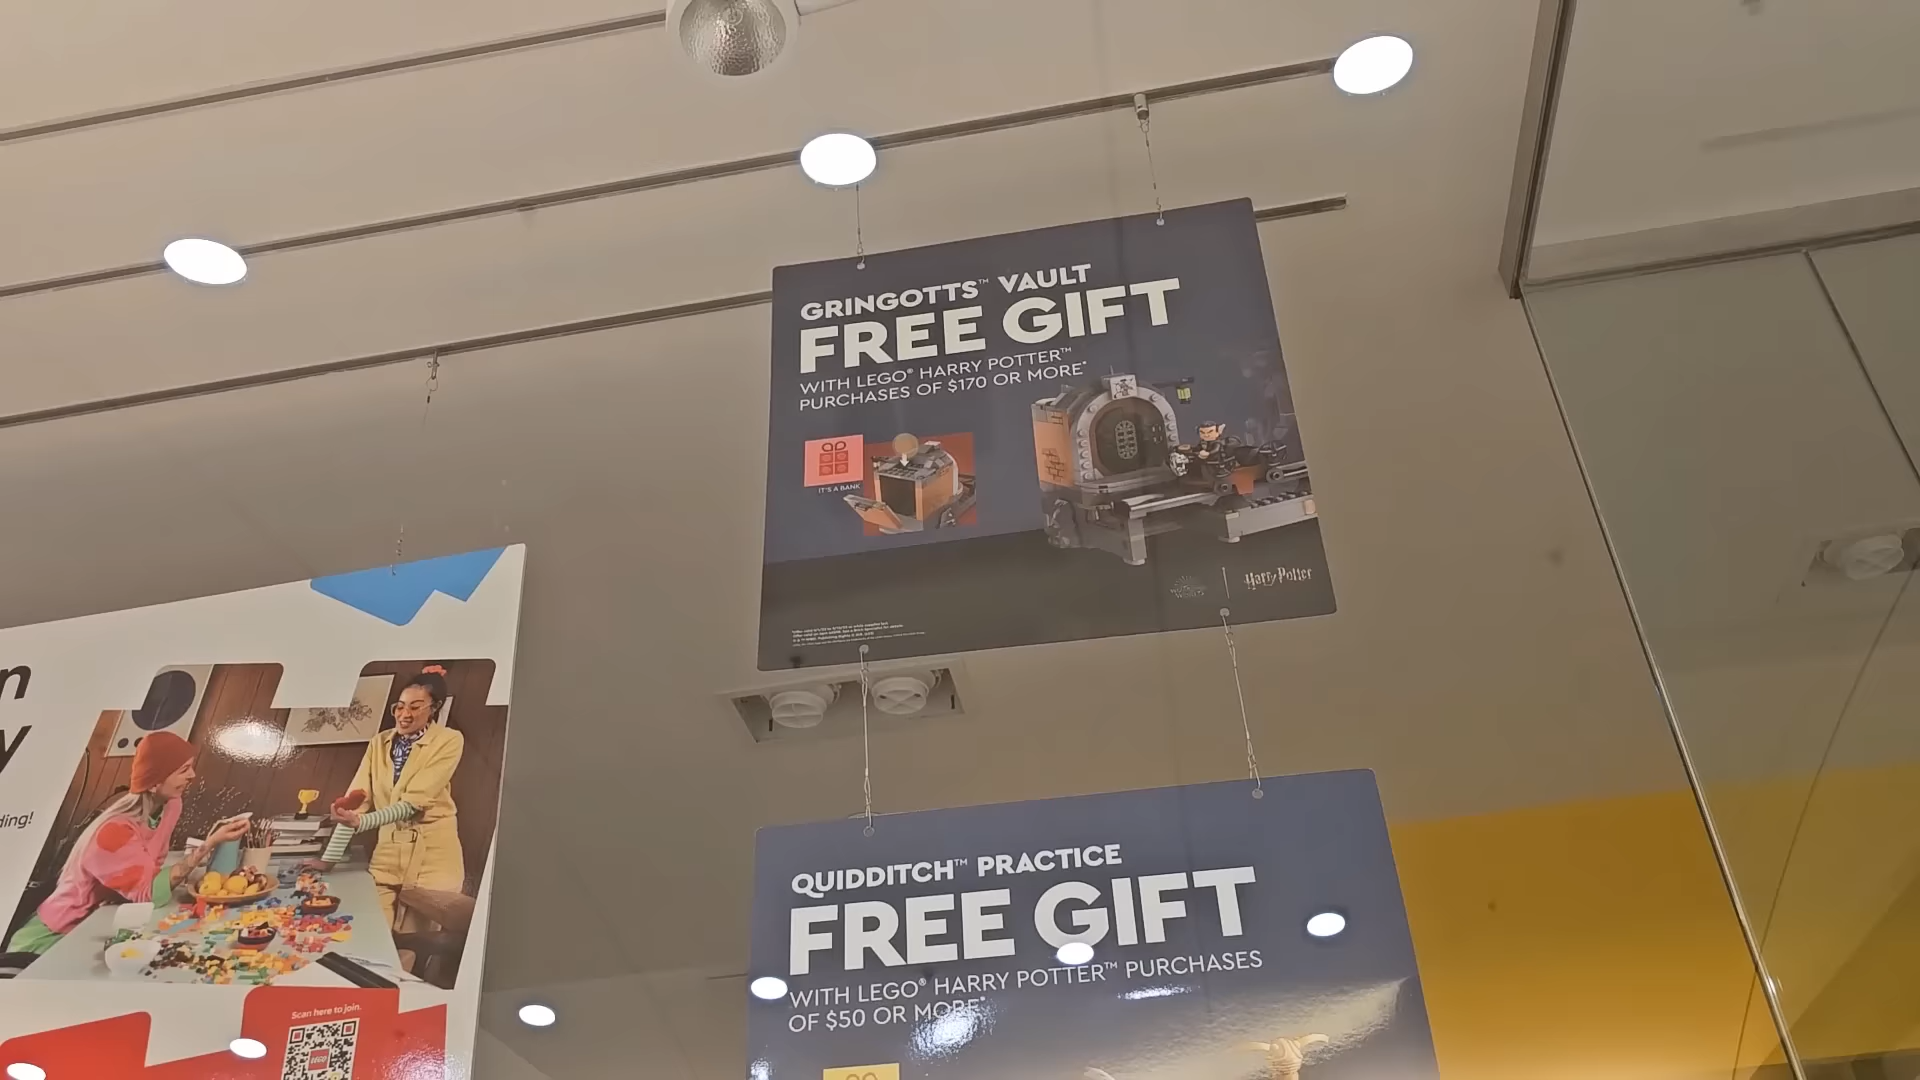 GRINGOTTS™ VAULT
FREE GIFT
WITH LEGO® HARRY POTTER™
PURCHASES OF $170 OR MORE*
IT'S A BANK
Harry Potter
n
y
ding!
Scan here to join.
LEGO
QUIDDITCH™ PRACTICE
FREE GIFT
WITH LEGO® HARRY POTTER™ PURCHASES
OF $50 OR MORE*